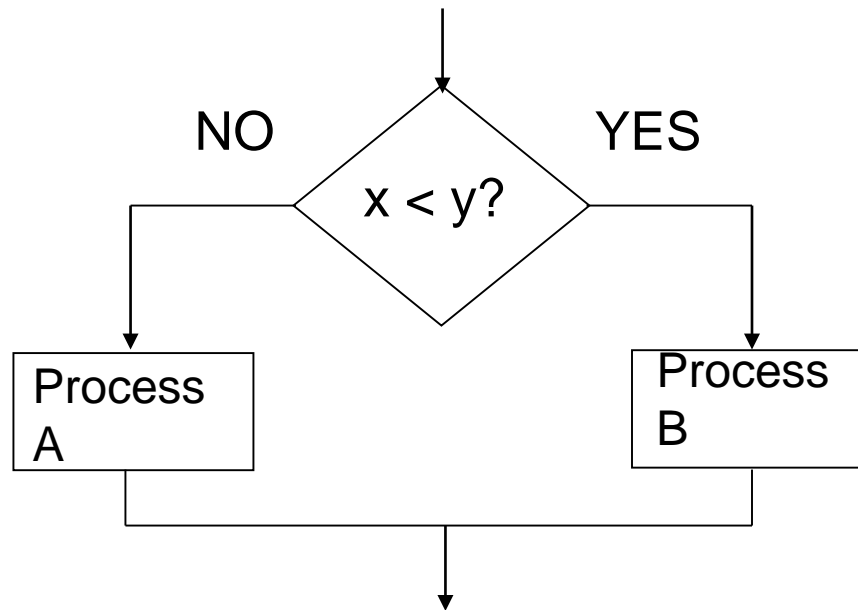 NO
YES
x < y?
Process
A
Process
B